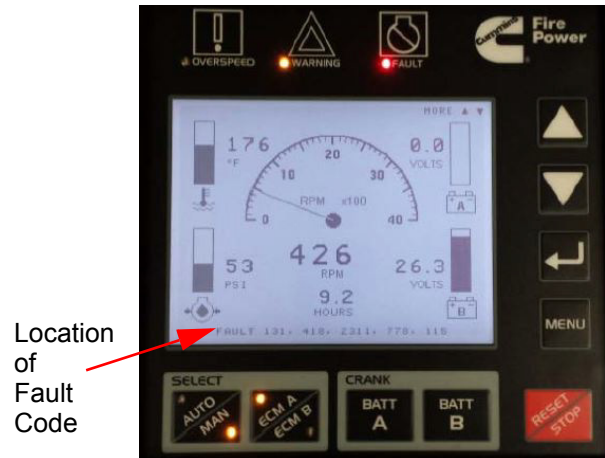 Cummins
Fire
Power
OVERSPEED
WARNING
FAULT
MORE
176
°F
0.0
VOLTS
0
10
20
30
40
RPM x100
A
426
RPM
53
PSI
26.3
VOLTS
9.2
HOURS
B
FAULT 131, 418, 2311, 778, 115
MENU
Location
of
Fault
Code
SELECT
AUTO
MAN
ECM A
ECM B
CRANK
BATT
A
BATT
B
RESET
STOP